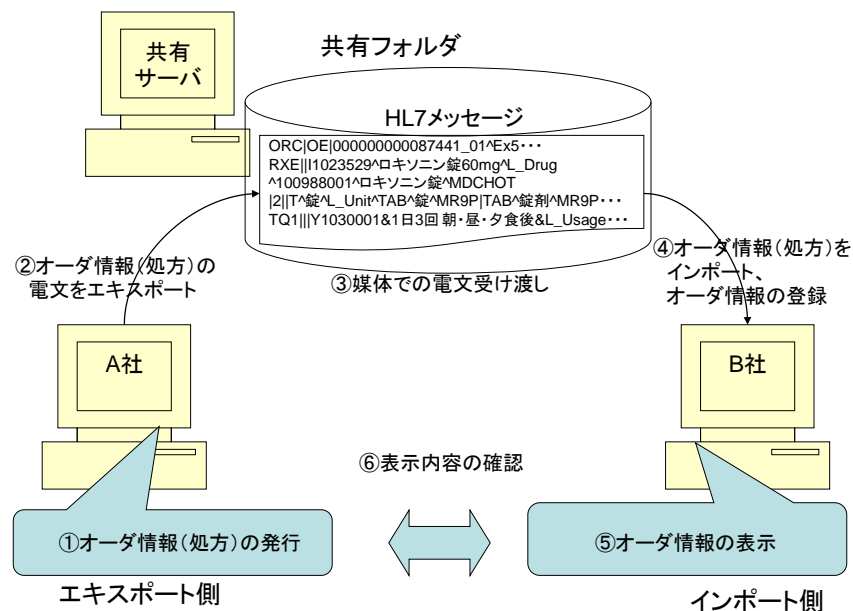 共有
サーバ
共有フォルダ
HL7メッセージ
ORC|OE|000000000087441_01^Ex5・・・
RXE||I1023529^ロキソニン錠60mg^L_Drug
^100988001^ロキソニン錠^MDCHOT
|2||T^錠^L_Unit^TAB^錠^MR9P|TAB^錠剤^MR9P・・・
TQ1|||Y1030001&1日3回 朝・昼・夕食後&L_Usage・・・
②オーダ情報(処方)の
電文をエキスポート
③媒体での電文受け渡し
④オーダ情報(処方)を
インポート、
オーダ情報の登録
A社
B社
⑥表示内容の確認
①オーダ情報(処方)の発行
⑤オーダ情報の表示
エキスポート側
インポート側